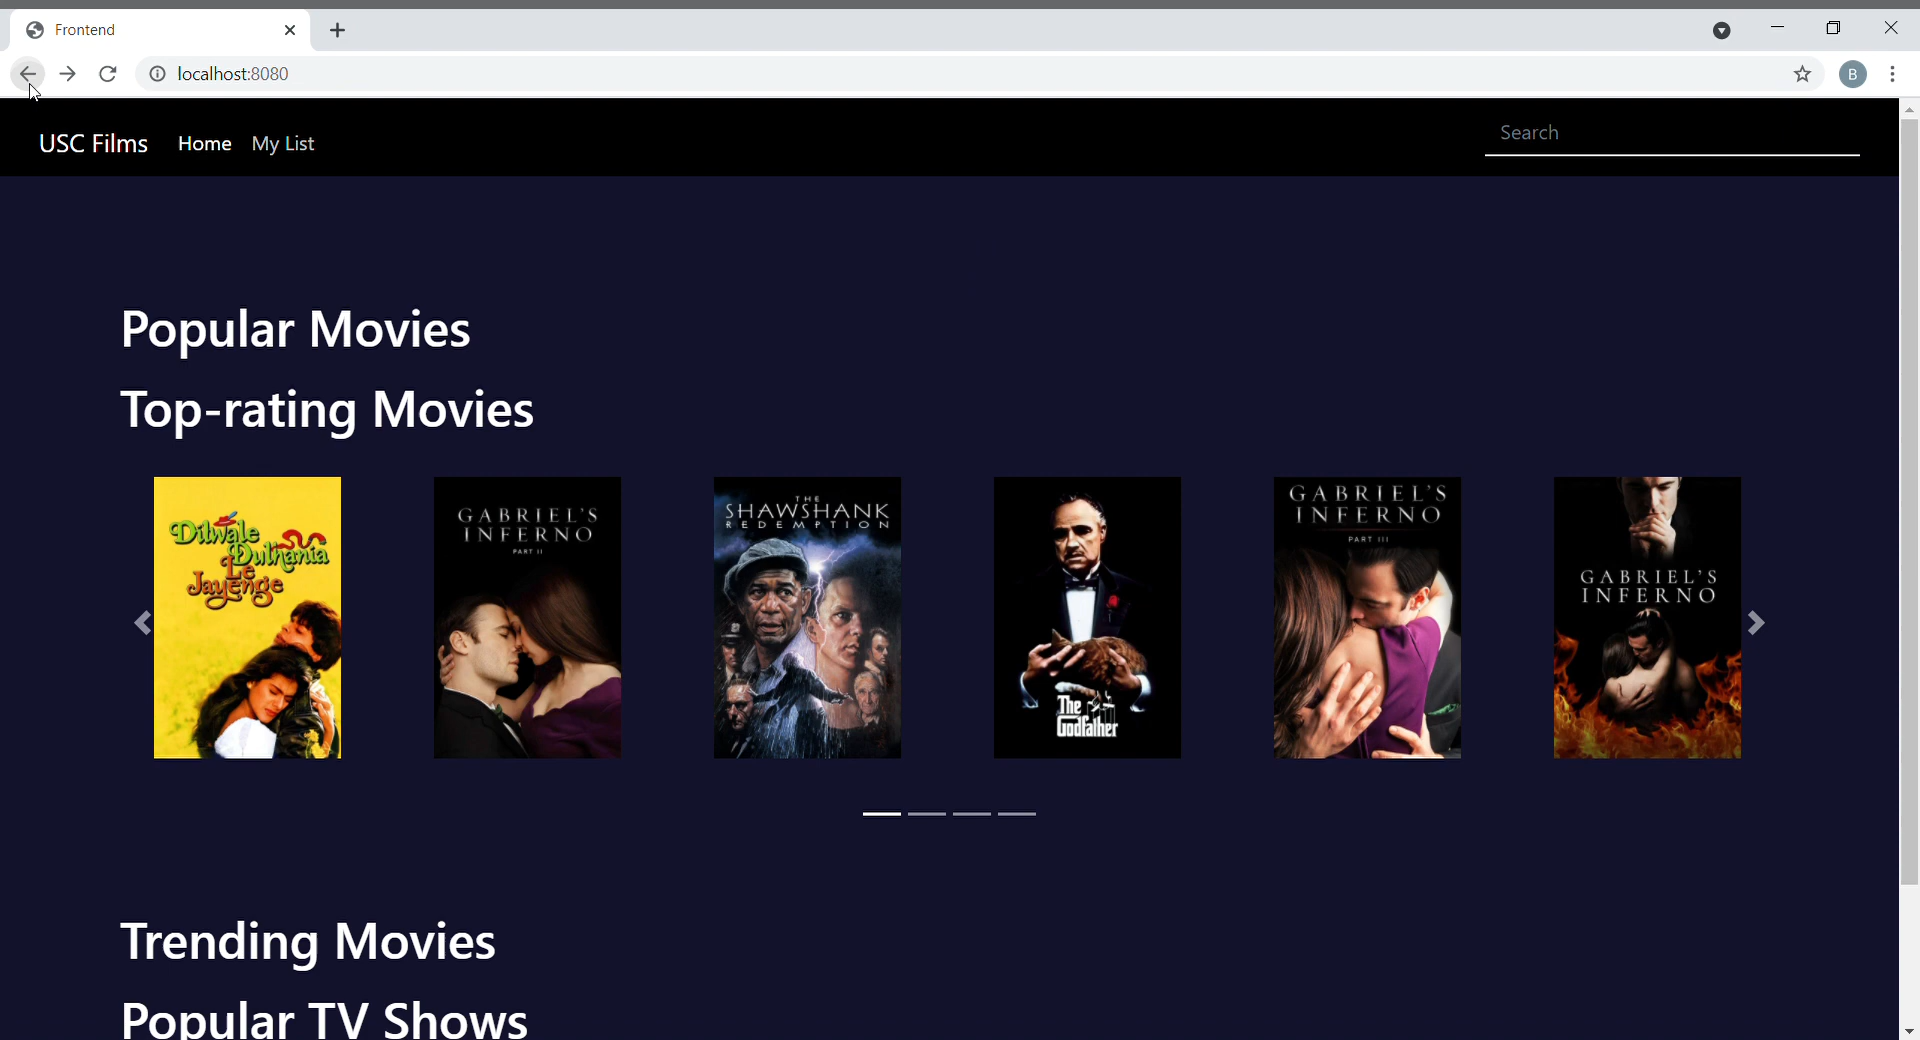 Frontend
localhost:8080
B
USC Films Home My List
Search
Popular Movies
Top-rating Movies
Dilwale
Dulhania
Le
Jayenge
GABRIEL'S
INFERNO
PART II
THE
SHAWSHANK
REDEMPTION
The
Godfather
GABRIEL'S
INFERNO
PART III
GABRIEL'S
INFERNO
Trending Movies
Popular TV Shows